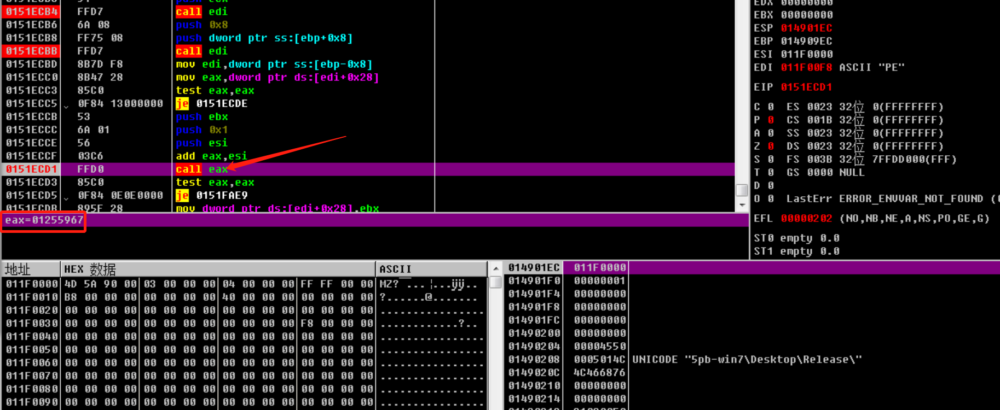 push ecx
0151ECB4 FFD7 call edi
0151ECB6 6A 08 push 0x8
0151ECB8 FF75 08 push dword ptr ss:[ebp+0x8]
0151ECBB FFD7 call edi
0151ECBD 8B7D F8 mov edi,dword ptr ss:[ebp-0x8]
0151ECC0 8B47 28 mov eax,dword ptr ds:[edi+0x28]
0151ECC3 85C0 test eax,eax
0151ECC5 0F84 13000000 je 0151ECDE
0151ECCB 53 push ebx
0151ECCC 6A 01 push 0x1
0151ECCE 56 push esi
0151ECCF 03C6 add eax,esi
0151ECD1 FFD0 call eax
0151ECD3 85C0 test eax,eax
0151ECD5 0F84 0E0E0000 je 0151FAE9
0151ECDB 895F 28 mov dword ptr ds:[edi+0x28],ebx
eax=01255967
EDX 00000000
EBX 00000000
ESP 014901EC
EBP 014909EC
ESI 011F0000
EDI 011F00F8 ASCII "PE"
EIP 0151ECD1
C 0 ES 0023 32位 0(FFFFFFFF)
P 0 CS 001B 32位 0(FFFFFFFF)
A 0 SS 0023 32位 0(FFFFFFFF)
Z 0 DS 0023 32位 0(FFFFFFFF)
S 0 FS 003B 32位 7FFDD000(FFF)
T 0 GS 0000 NULL
D 0
O 0 LastErr ERROR_ENVVAR_NOT_FOUND (
EFL 00000202 (NO,NB,NE,A,NS,PO,GE,G)
ST0 empty 0.0
ST1 empty 0.0
地址 HEX 数据 ASCII
011F0000 4D 5A 90 00 03 00 00 00 04 00 00 00 FF FF 00 00 MZ?...¦...ÿÿ..
011F0010 B8 00 00 00 00 00 00 00 40 00 00 00 00 00 00 00 ?.......@.......
011F0020 00 00 00 00 00 00 00 00 00 00 00 00 00 00 00 00 ................
011F0030 00 00 00 00 00 00 00 00 00 00 00 00 F8 00 00 00 ............?..
011F0040 00 00 00 00 00 00 00 00 00 00 00 00 00 00 00 00 ................
011F0050 00 00 00 00 00 00 00 00 00 00 00 00 00 00 00 00 ................
011F0060 00 00 00 00 00 00 00 00 00 00 00 00 00 00 00 00 ................
011F0070 00 00 00 00 00 00 00 00 00 00 00 00 00 00 00 00 ................
011F0080 00 00 00 00 00 00 00 00 00 00 00 00 00 00 00 00 ................
011F0090 00 00 00 00 00 00 00 00 00 00 00 00 00 00 00 00 ................
014901EC 011F0000
014901F0 00000001
014901F4 00000000
014901F8 00000000
014901FC 00000000
01490200 00000000
01490204 00004550
01490208 0005014C UNICODE "5pb-win7\Desktop\Release\"
0149020C 4C466876
01490210 00000000
01490214 00000000